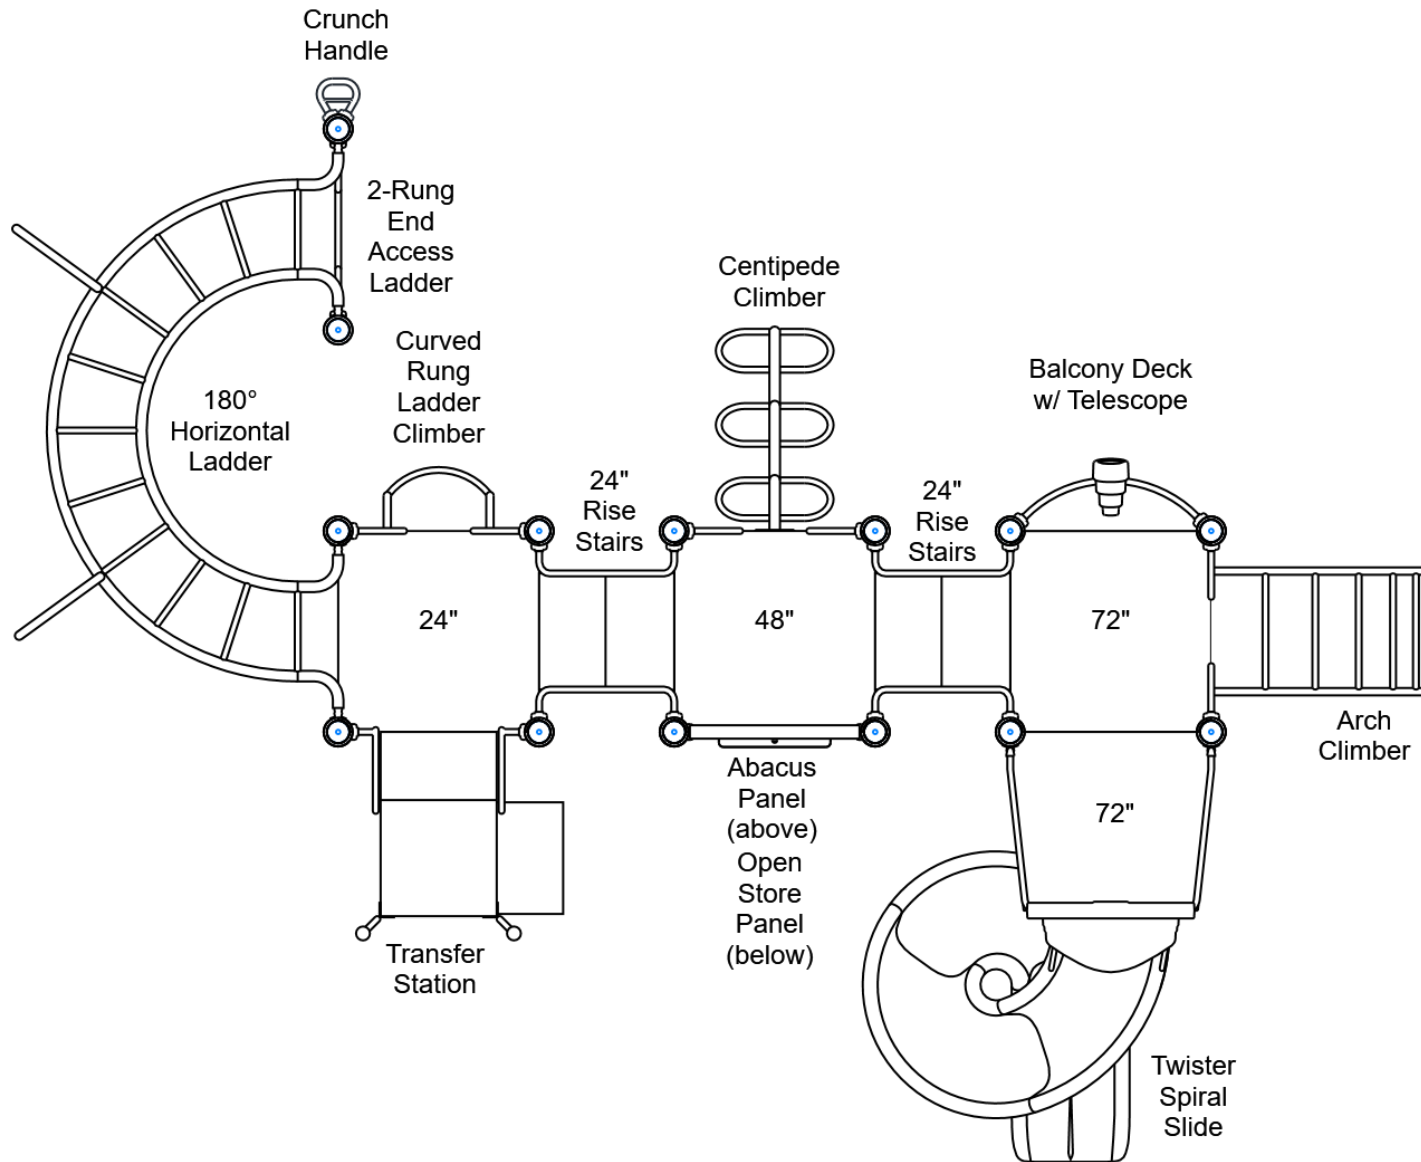 Crunch
Handle
2-Rung
End
Access
Ladder
Centipede
Climber
Curved
Rung
Ladder
Climber
Balcony Deck
w/ Telescope
180°
Horizontal
Ladder
24"
Rise
Stairs
24"
Rise
Stairs
24"
48"
72"
Arch
Climber
Abacus
Panel
(above)
Open
Store
Panel
(below)
72"
Transfer
Station
Twister
Spiral
Slide